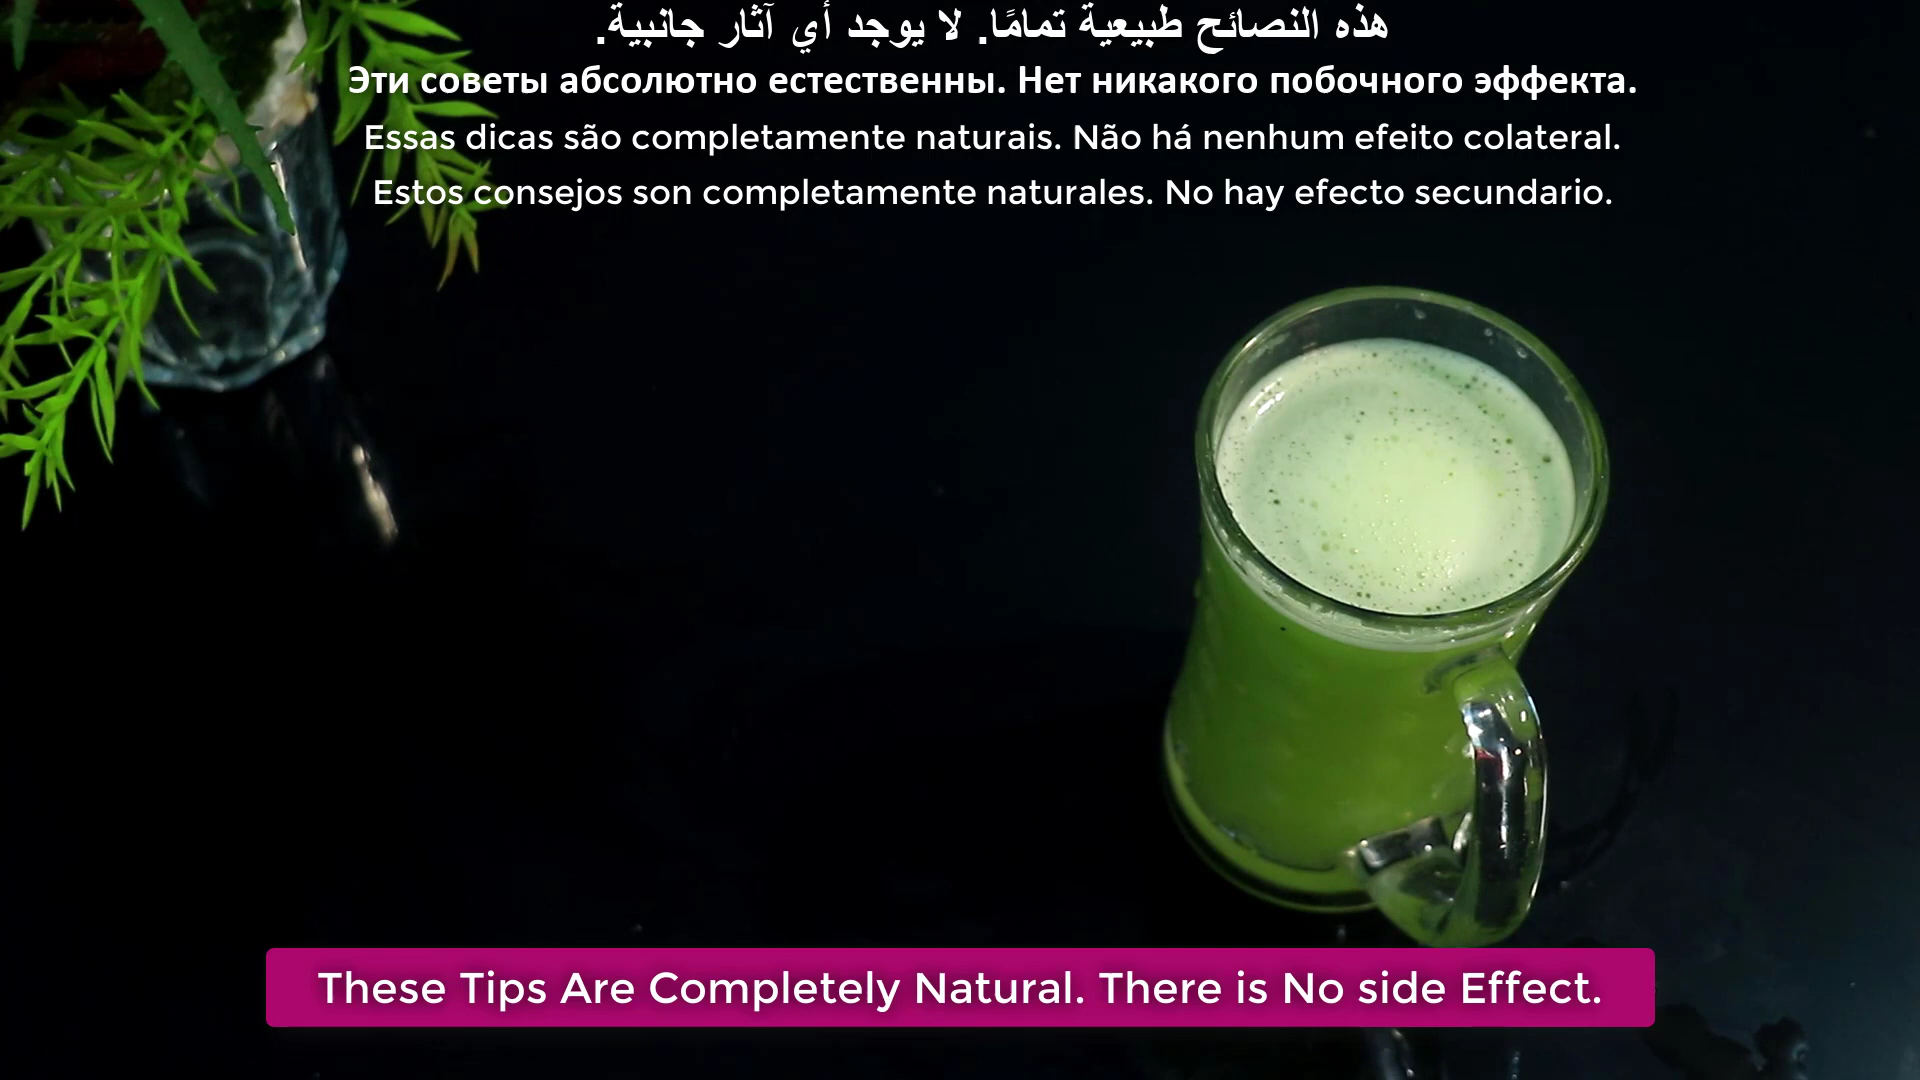 هذه النصائح طبيعية تمامًا. لا يوجد أي آثار جانبية.
Эти советы абсолютно естественны. Нет никакого побочного эффекта.
Essas dicas são completamente naturais. Não há nenhum efeito colateral.
Estos consejos son completamente naturales. No hay efecto secundario.
These Tips Are Completely Natural. There is No side Effect.